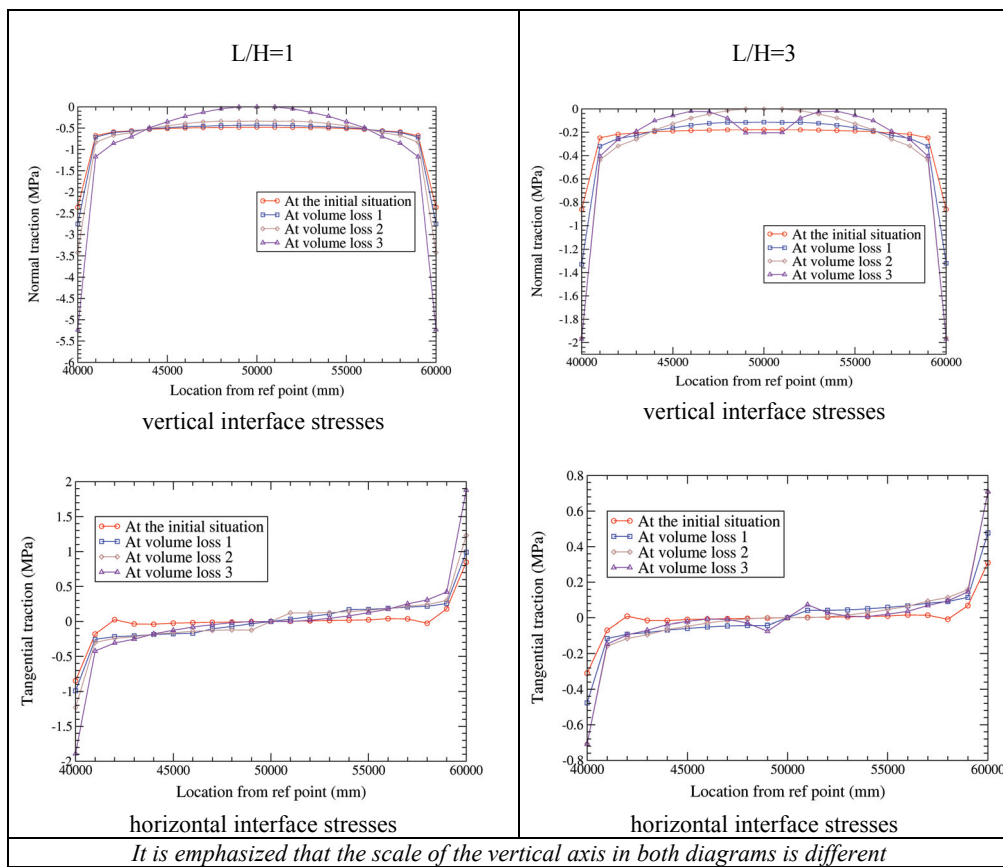 L/H=1
L/H=3
0
-0.5
-1
-1.5
-2
-2.5
-3
-3.5
-4
-4.5
-5
-5.5
-6
Normal traction (MPa)
At the initial situation
At volume loss 1
At volume loss 2
At volume loss 3
40000 45000 50000 55000 60000
Location from ref point (mm)
vertical interface stresses
0
-0.2
-0.4
-0.6
-0.8
-1
-1.2
-1.4
-1.6
-1.8
-2
Normal traction (MPa)
At the initial situation
At volume loss 1
At volume loss 2
At volume loss 3
40000 45000 50000 55000 60000
Location from ref point (mm)
vertical interface stresses
2
1.5
1
0.5
0
-0.5
-1
-1.5
-2
Tangential traction (MPa)
At the initial situation
At volume loss 1
At volume loss 2
At volume loss 3
40000 45000 50000 55000 60000
Location from ref point (mm)
horizontal interface stresses
0.8
0.6
0.4
0.2
0
-0.2
-0.4
-0.6
-0.8
Tangential traction (MPa)
At the initial situation
At volume loss 1
At volume loss 2
At volume loss 3
40000 45000 50000 55000 60000
Location from ref point (mm)
horizontal interface stresses
It is emphasized that the scale of the vertical axis in both diagrams is different